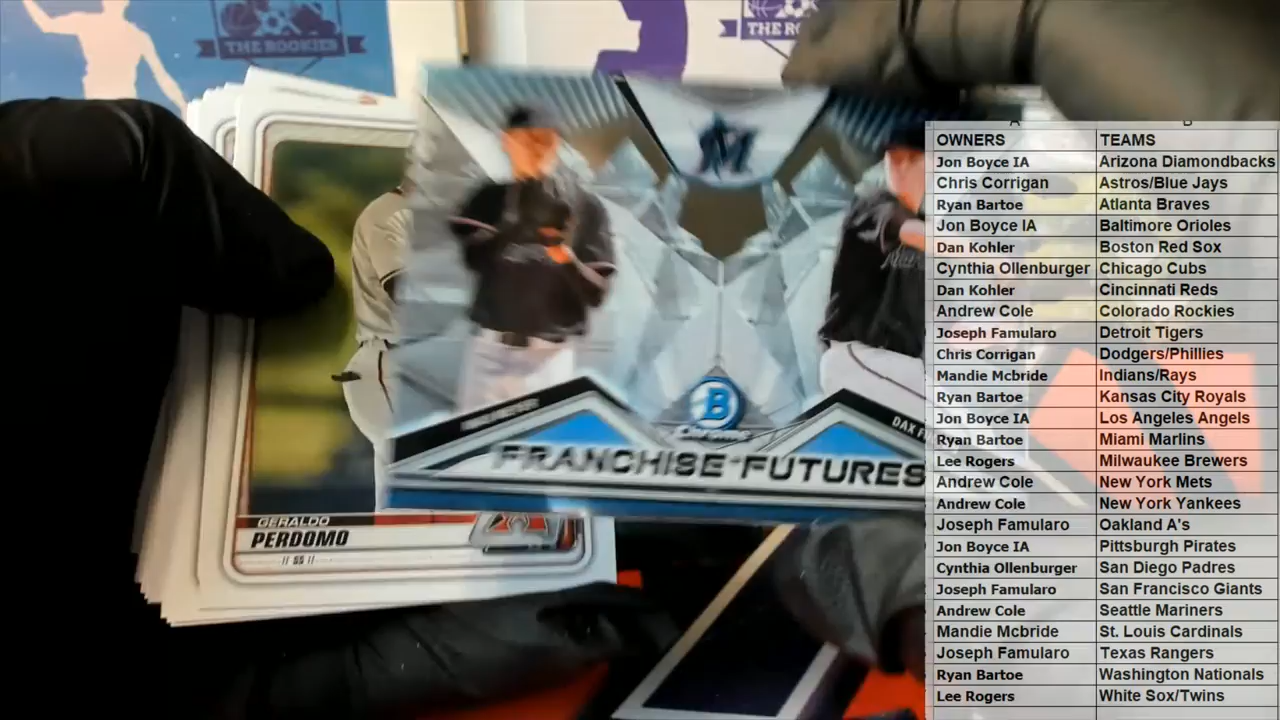 THE ROOKIES
THE ROO
M
B
Chrome
DAX FU
FRANCHISE FUTURES
GERALDO
PERDOMO
// SS //
A B
OWNERS TEAMS
Jon Boyce IA Arizona Diamondbacks
Chris Corrigan Astros/Blue Jays
Ryan Bartoe Atlanta Braves
Jon Boyce IA Baltimore Orioles
Dan Kohler Boston Red Sox
Cynthia Ollenburger Chicago Cubs
Dan Kohler Cincinnati Reds
Andrew Cole Colorado Rockies
Joseph Famularo Detroit Tigers
Chris Corrigan Dodgers/Phillies
Mandie Mcbride Indians/Rays
Ryan Bartoe Kansas City Royals
Jon Boyce IA Los Angeles Angels
Ryan Bartoe Miami Marlins
Lee Rogers Milwaukee Brewers
Andrew Cole New York Mets
Andrew Cole New York Yankees
Joseph Famularo Oakland A's
Jon Boyce IA Pittsburgh Pirates
Cynthia Ollenburger San Diego Padres
Joseph Famularo San Francisco Giants
Andrew Cole Seattle Mariners
Mandie Mcbride St. Louis Cardinals
Joseph Famularo Texas Rangers
Ryan Bartoe Washington Nationals
Lee Rogers White Sox/Twins